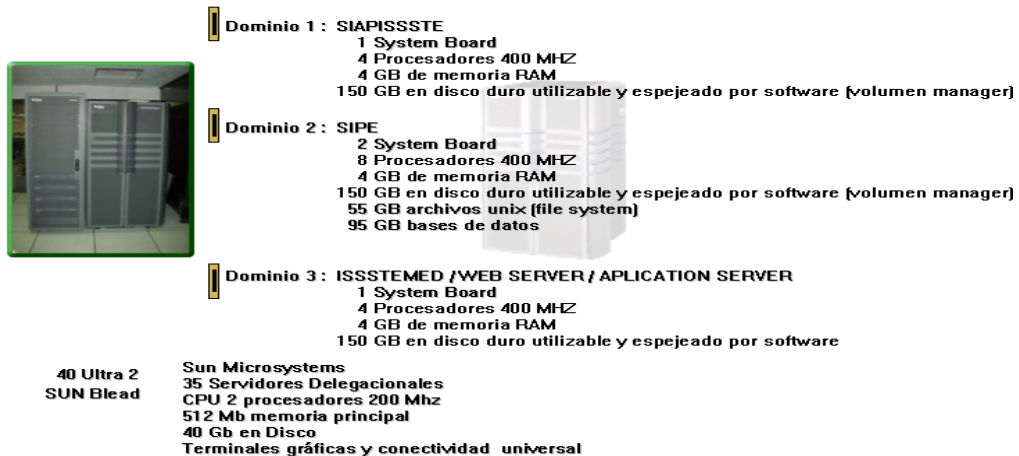 Dominio 1 : SIAPISSSTE
1 System Board
4 Procesadores 400 MHZ
4 GB de memoria RAM
150 GB en disco duro utilizable y espejeado por software (volumen manager)
Dominio 2 : SIPE
2 System Board
8 Procesadores 400 MHZ
4 GB de memoria RAM
150 GB en disco duro utilizable y espejeado por software (volumen manager)
55 GB archivos unix (file system)
95 GB bases de datos
Dominio 3 : ISSSTEMED /WEB SERVER / APLICATION SERVER
1 System Board
4 Procesadores 400 MHZ
4 GB de memoria RAM
150 GB en disco duro utilizable y espejeado por software
40 Ultra 2
SUN Blead
Sun Microsystems
35 Servidores Delegacionales
CPU 2 procesadores 200 Mhz
512 Mb memoria principal
40 Gb en Disco
Terminales gráficas y conectividad universal